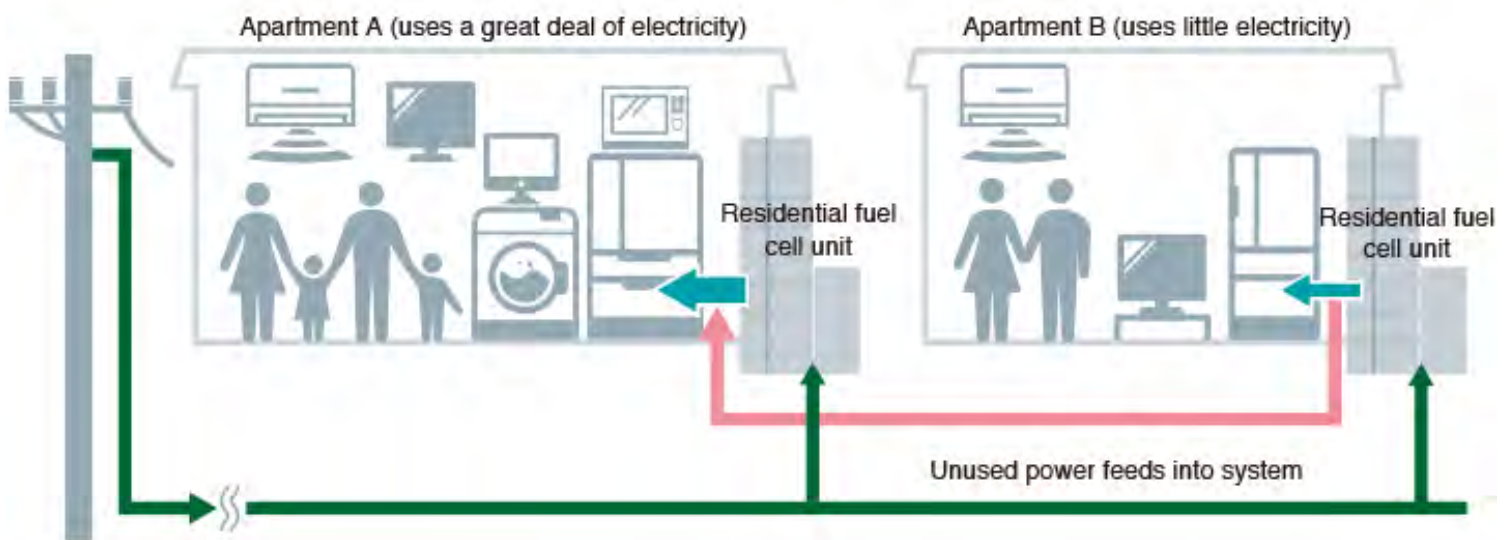 Apartment A (uses a great deal of electricity)
Apartment B (uses little electricity)
Residential fuel
cell unit
Residential fuel
cell unit
Unused power feeds into system